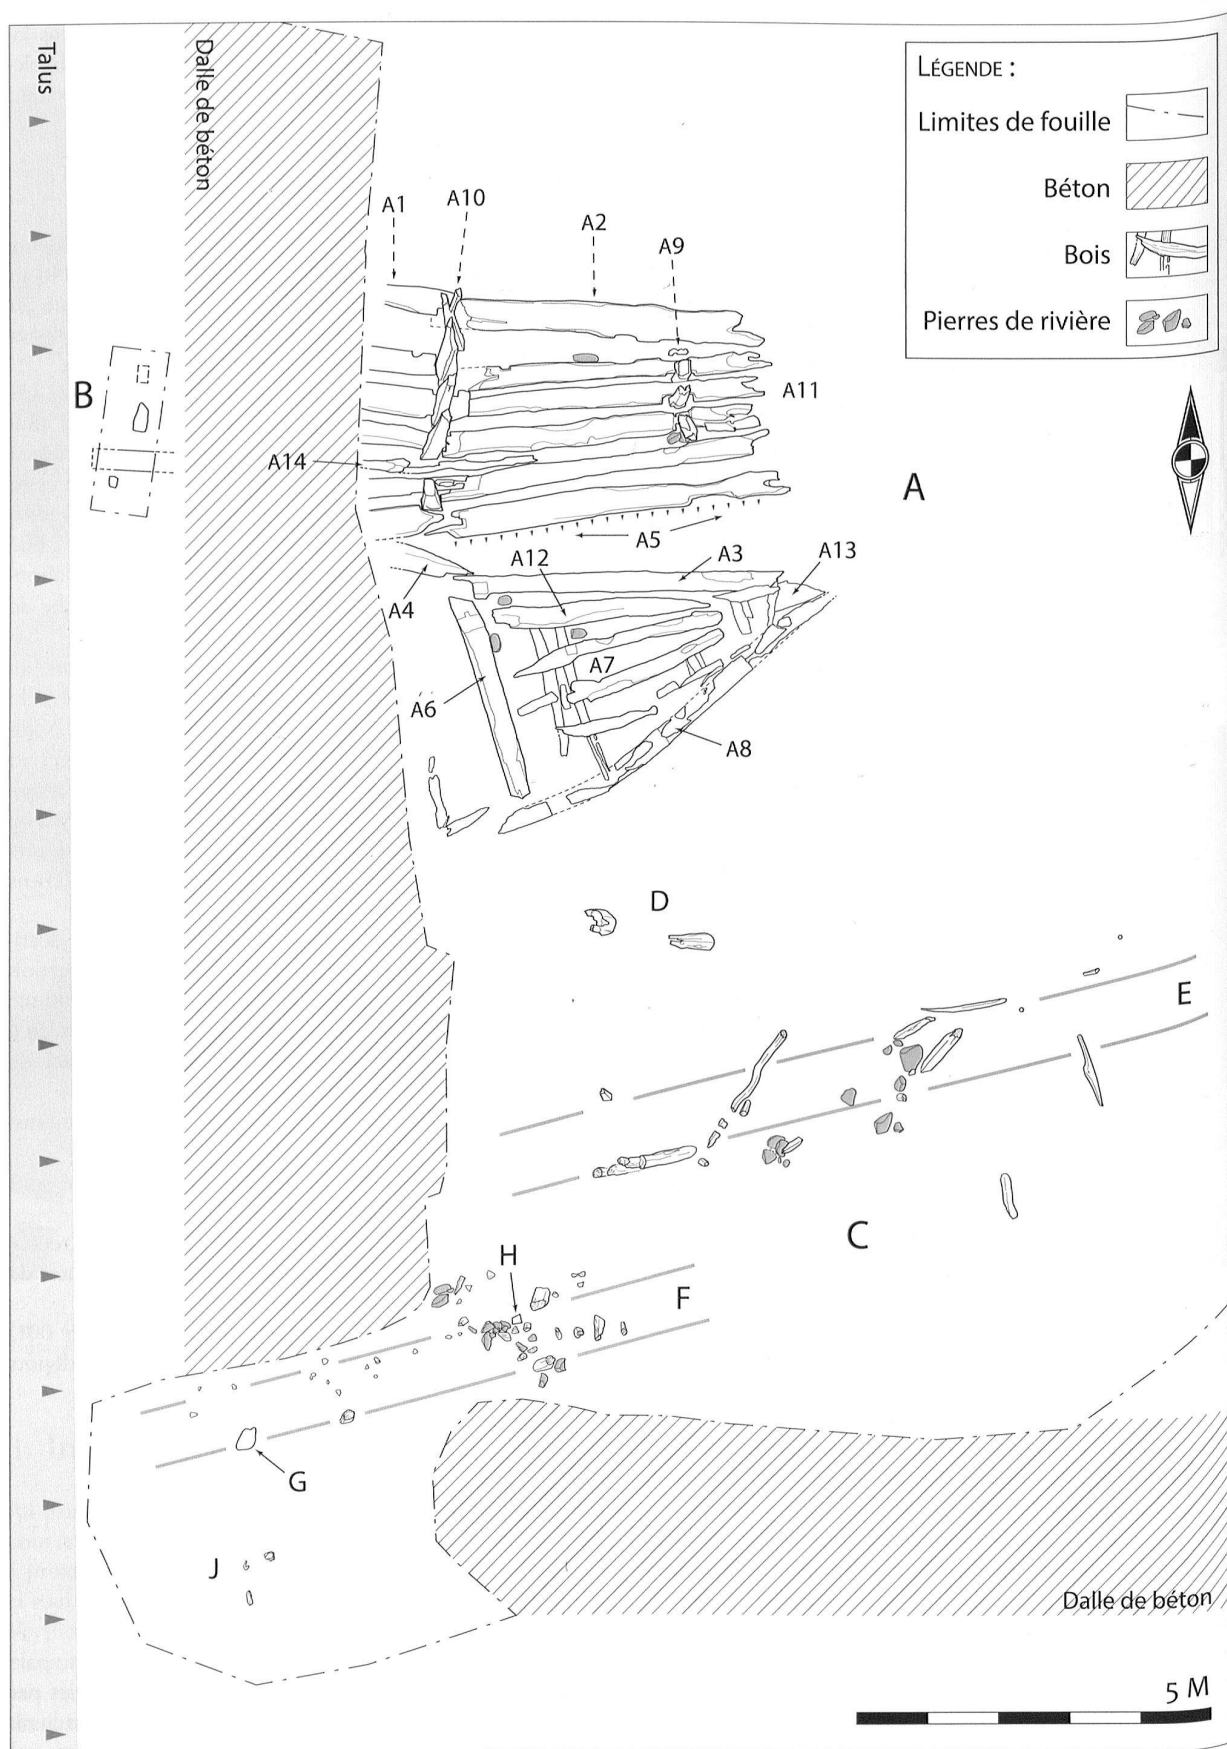 Talus
Dalle de béton
LÉGENDE :
Limites de fouille
Béton
Bois
Pierres de rivière
A1
A10
A2
A9
B
A11
A14
A
A5
A12
A3
A13
A4
A7
A6
A8
D
E
C
H
F
G
J
Dalle de béton
5 M